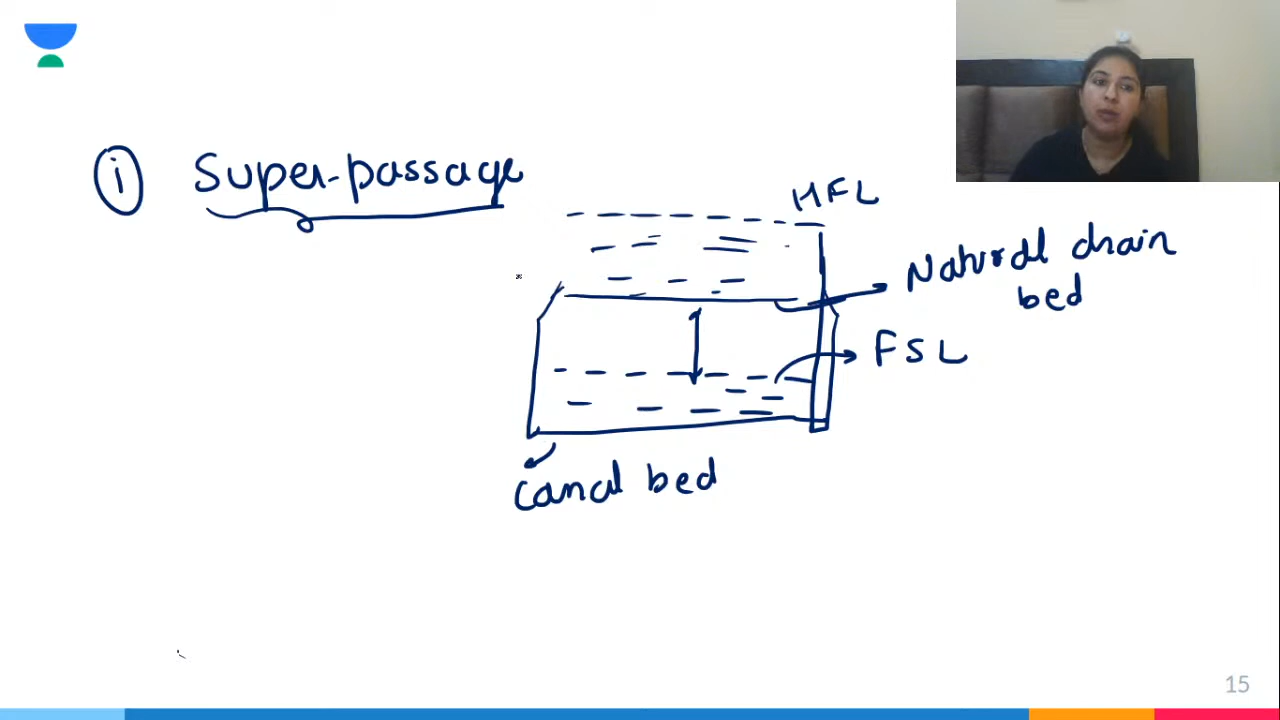 i Super-passage
HFL
Natural drain
bed
FSL
Canal bed
15